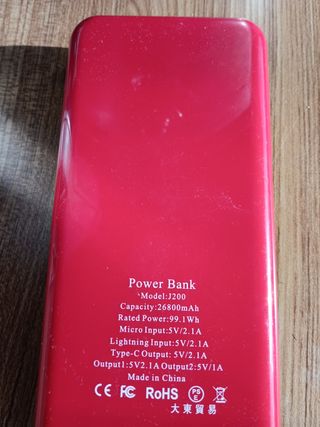 Power Bank
Model:J200
Capacity:26800mAh
Rated Power:99.1Wh
Micro Input:5V/2.1A
Lightning Input:5V/2.1A
Type-C Output: 5V/2.1A
Output1:5V2.1A Output2:5V/1A
Made in China
CE FC RoHS PSE
大東貿易